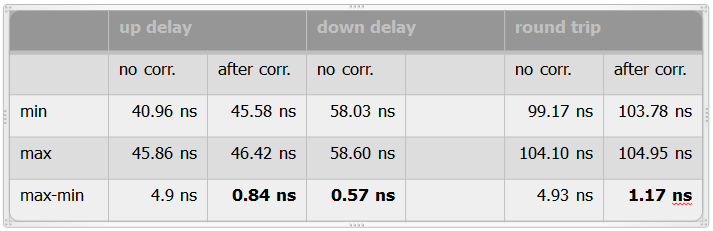 up delay down delay round trip
no corr. after corr. no corr. no corr. after corr.
min 40.96 ns 45.58 ns 58.03 ns 99.17 ns 103.78 ns
max 45.86 ns 46.42 ns 58.60 ns 104.10 ns 104.95 ns
max-min 4.9 ns 0.84 ns 0.57 ns 4.93 ns 1.17 ns